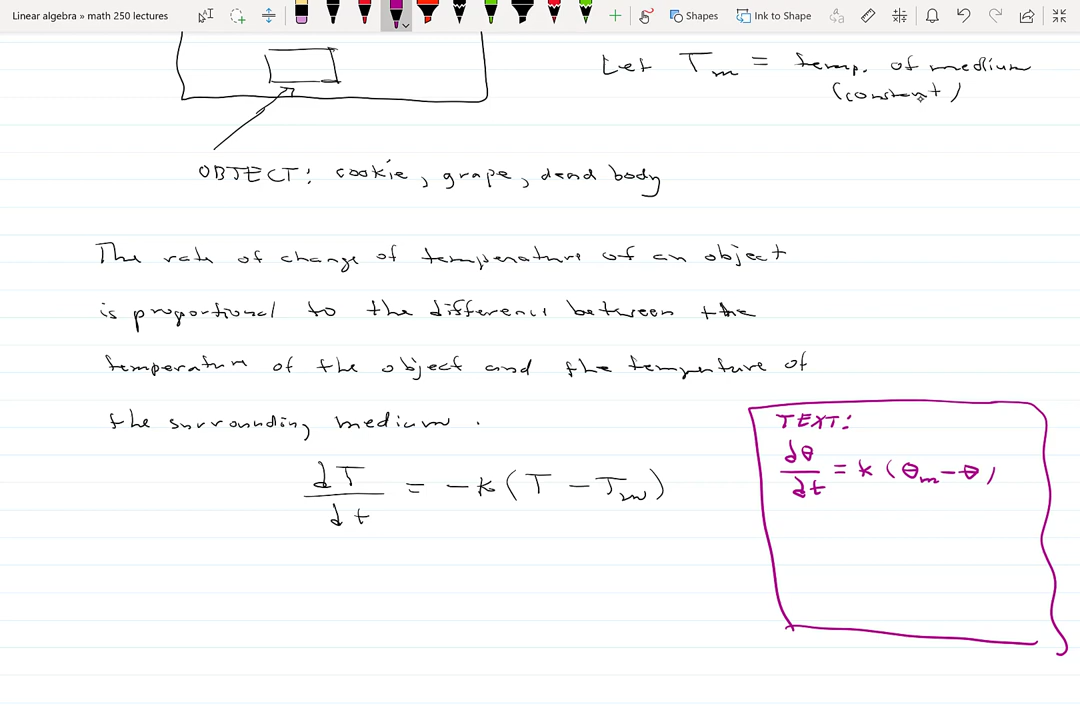 Linear algebra » math 250 lectures
Shapes
Ink to Shape
Let Tm = temp. of medium
(constant)
OBJECT: cookie, grape, dead body
The rate of change of temperature of an object
is proportional to the difference between the
temperature of the object and the temperture of
the surrounding medium.
dT/dt = -k(T - Tm)
TEXT:
dθ/dt = k(θm - θ)